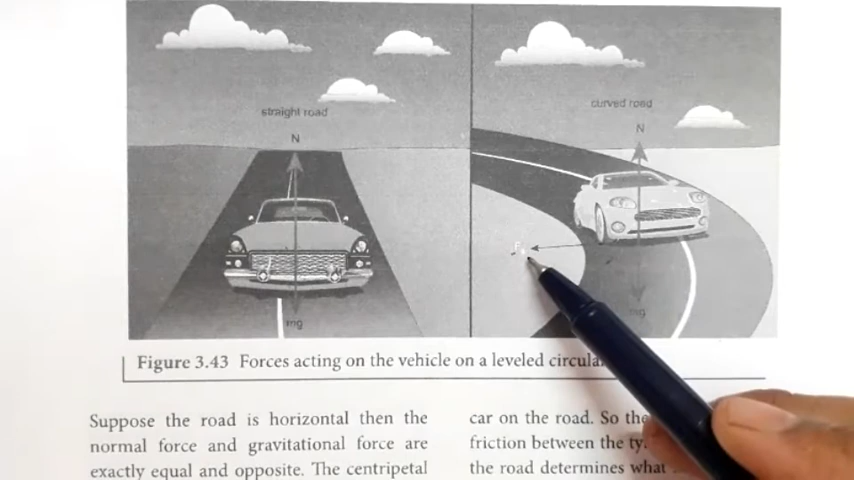 straight road
N
mg
curved road
N
mg
Figure 3.43 Forces acting on the vehicle on a leveled
Suppose the road is horizontal then the
normal force and gravitational force are
exactly equal and opposite. The centripetal
car on the road. So the
friction between the
the road determines what